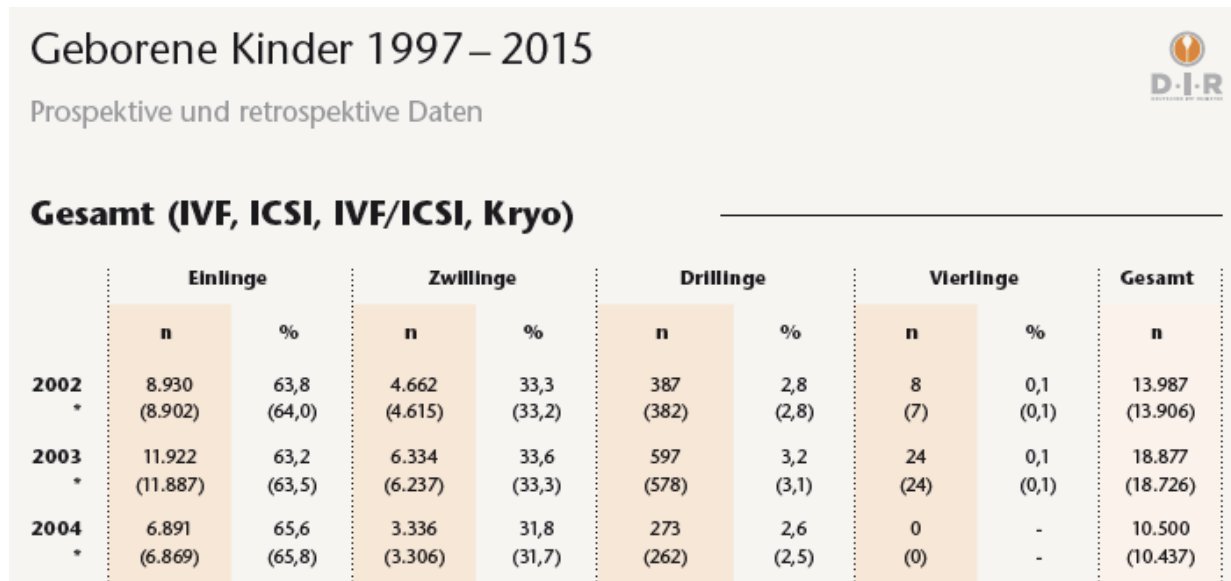 Geborene Kinder 1997 – 2015
D·I·R
Prospektive und retrospektive Daten
Gesamt (IVF, ICSI, IVF/ICSI, Kryo)
Einlinge Zwillinge Drillinge Vierlinge Gesamt
n % n % n % n % n
2002 8.930 63,8 4.662 33,3 387 2,8 8 0,1 13.987
* (8.902) (64,0) (4.615) (33,2) (382) (2,8) (7) (0,1) (13.906)
2003 11.922 63,2 6.334 33,6 597 3,2 24 0,1 18.877
* (11.887) (63,5) (6.237) (33,3) (578) (3,1) (24) (0,1) (18.726)
2004 6.891 65,6 3.336 31,8 273 2,6 0 - 10.500
* (6.869) (65,8) (3.306) (31,7) (262) (2,5) (0) - (10.437)